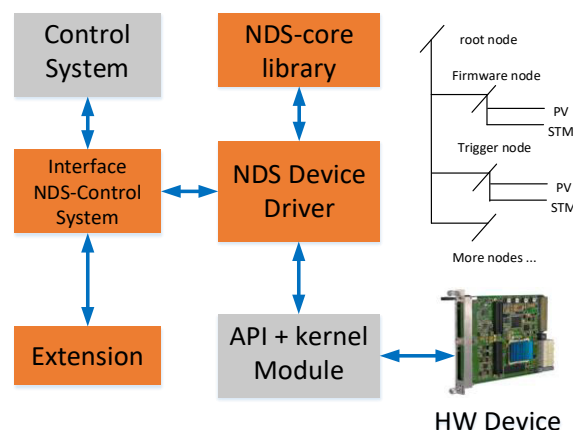 Control
System
NDS-core
library
root node
Firmware node
PV
STM
Interface
NDS-Control
System
NDS Device
Driver
Trigger node
PV
STM
More nodes ...
Extension
API + kernel
Module
HW Device